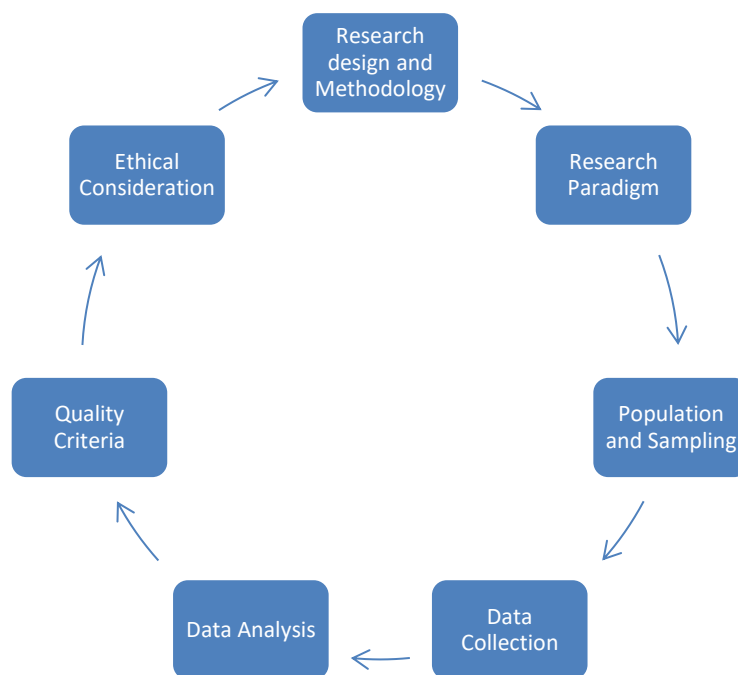 Research
design and
Methodology
Research
Paradigm
Population
and Sampling
Data
Collection
Data Analysis
Quality
Criteria
Ethical
Consideration